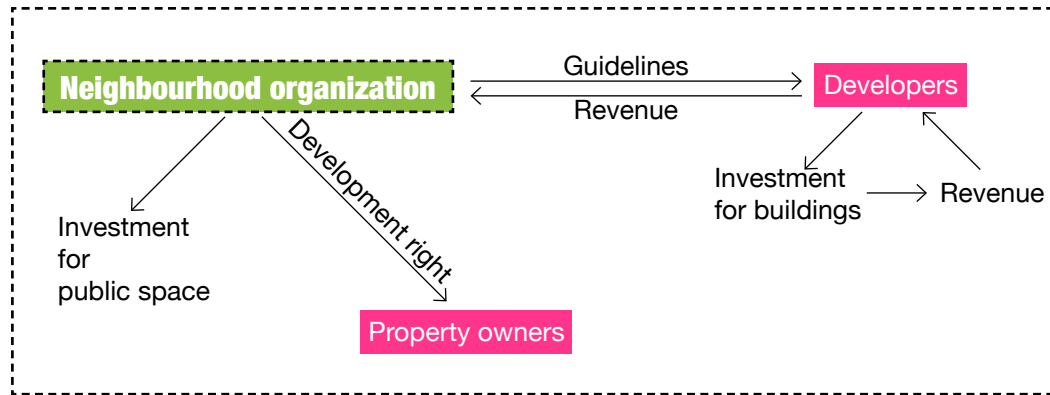 Neighbourhood organization
Guidelines
Revenue
Developers
Development right
Investment
for buildings
Revenue
Investment
for
public space
Property owners